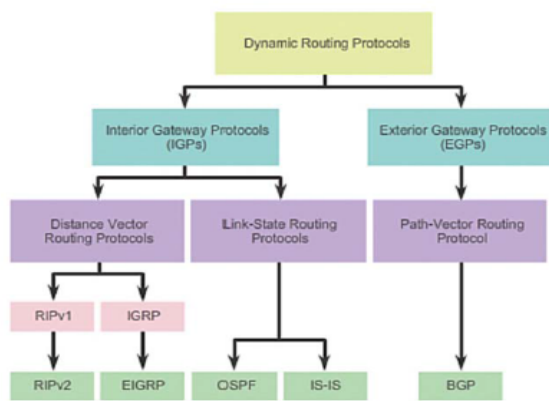 Dynamic Routing Protocols
Interior Gateway Protocols
(IGPs)
Exterior Gateway Protocols
(EGPs)
Distance Vector
Routing Protocols
Link-State Routing
Protocols
Path-Vector Routing
Protocol
RIPv1
IGRP
RIPv2
EIGRP
OSPF
IS-IS
BGP